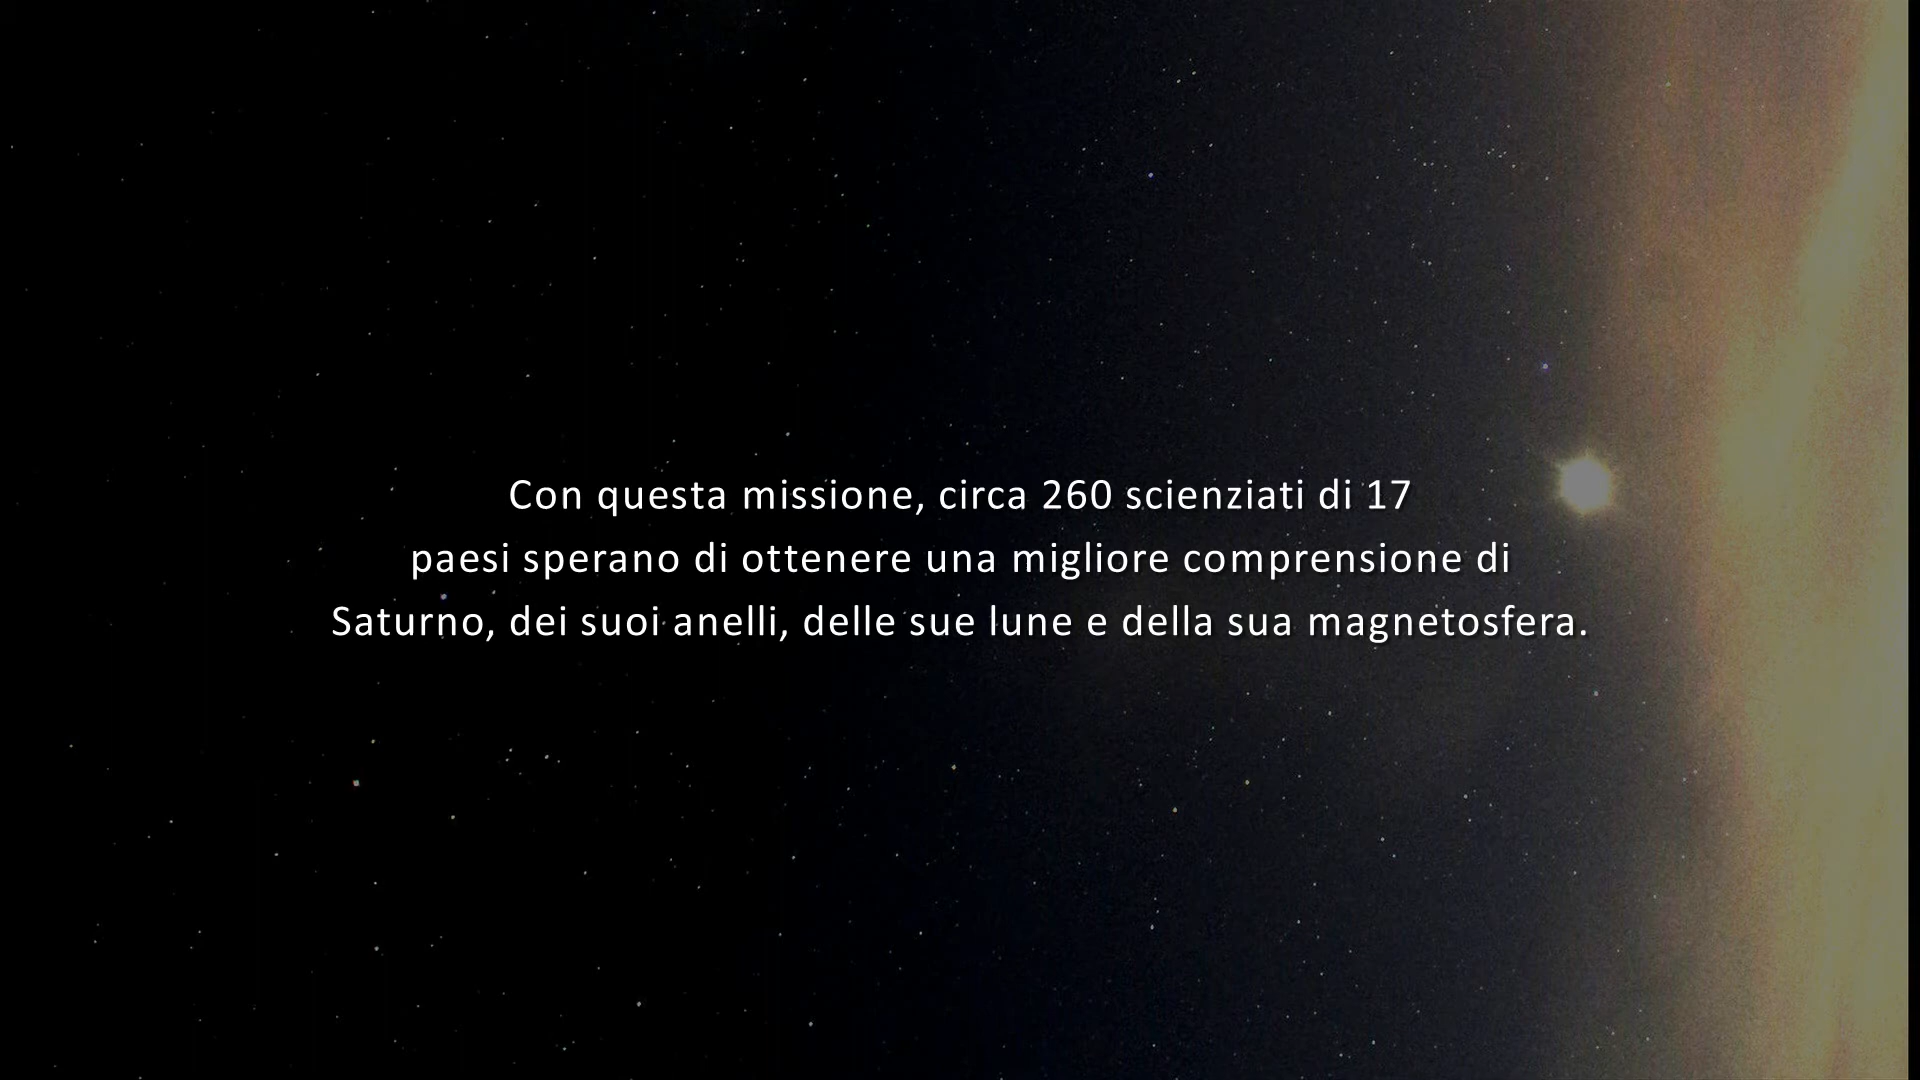 Con questa missione, circa 260 scienziati di 17
paesi sperano di ottenere una migliore comprensione di
Saturno, dei suoi anelli, delle sue lune e della sua magnetosfera.